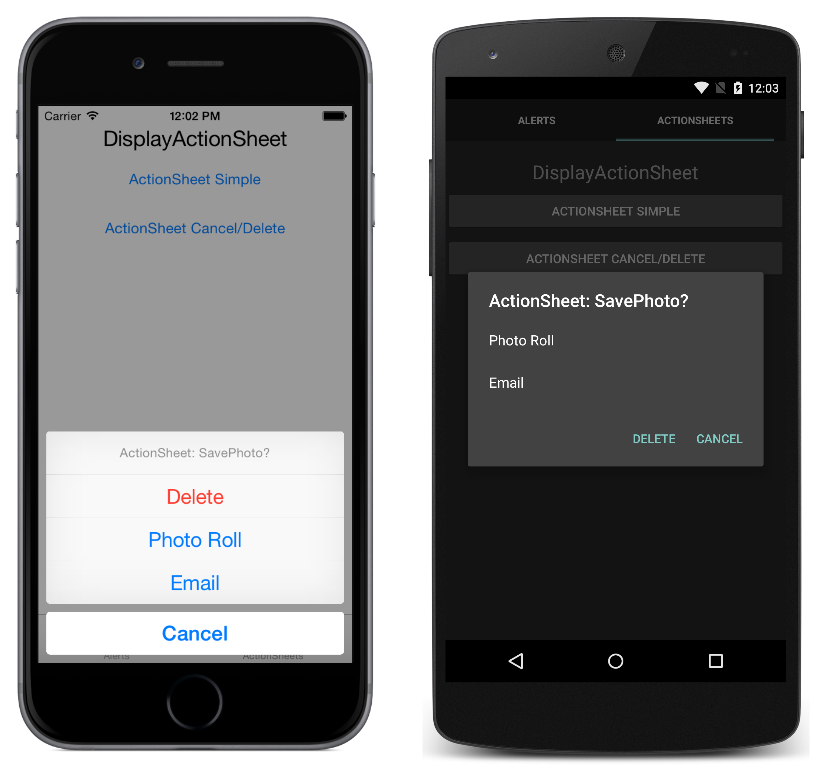 Carrier 12:02 PM
DisplayActionSheet
ActionSheet Simple
ActionSheet Cancel/Delete
ActionSheet: SavePhoto?
Delete
Photo Roll
Email
Cancel
Alerts ActionSheets
12:03
ALERTS ACTIONSHEETS
DisplayActionSheet
ACTIONSHEET SIMPLE
ACTIONSHEET CANCEL/DELETE
ActionSheet: SavePhoto?
Photo Roll
Email
DELETE CANCEL